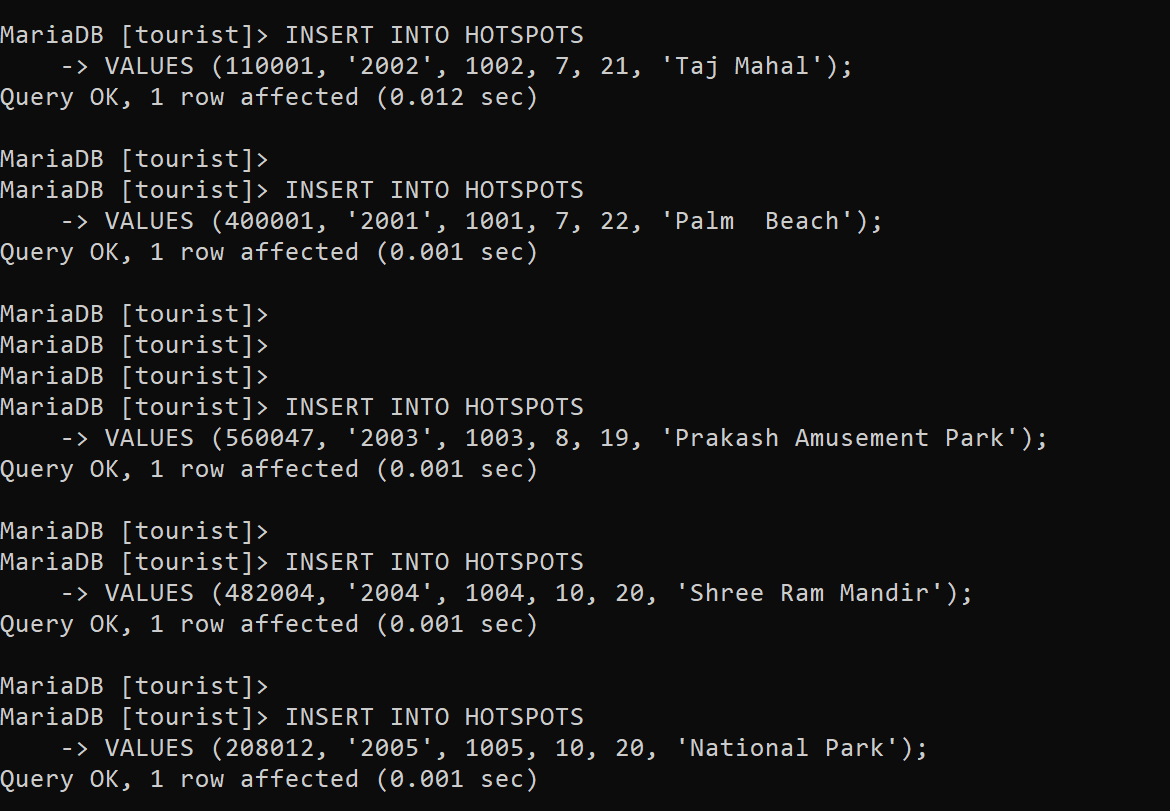 MariaDB [tourist]> INSERT INTO HOTSPOTS
    -> VALUES (110001, '2002', 1002, 7, 21, 'Taj Mahal');
Query OK, 1 row affected (0.012 sec)

MariaDB [tourist]>
MariaDB [tourist]> INSERT INTO HOTSPOTS
    -> VALUES (400001, '2001', 1001, 7, 22, 'Palm  Beach');
Query OK, 1 row affected (0.001 sec)

MariaDB [tourist]>
MariaDB [tourist]>
MariaDB [tourist]>
MariaDB [tourist]> INSERT INTO HOTSPOTS
    -> VALUES (560047, '2003', 1003, 8, 19, 'Prakash Amusement Park');
Query OK, 1 row affected (0.001 sec)

MariaDB [tourist]>
MariaDB [tourist]> INSERT INTO HOTSPOTS
    -> VALUES (482004, '2004', 1004, 10, 20, 'Shree Ram Mandir');
Query OK, 1 row affected (0.001 sec)

MariaDB [tourist]>
MariaDB [tourist]> INSERT INTO HOTSPOTS
    -> VALUES (208012, '2005', 1005, 10, 20, 'National Park');
Query OK, 1 row affected (0.001 sec)